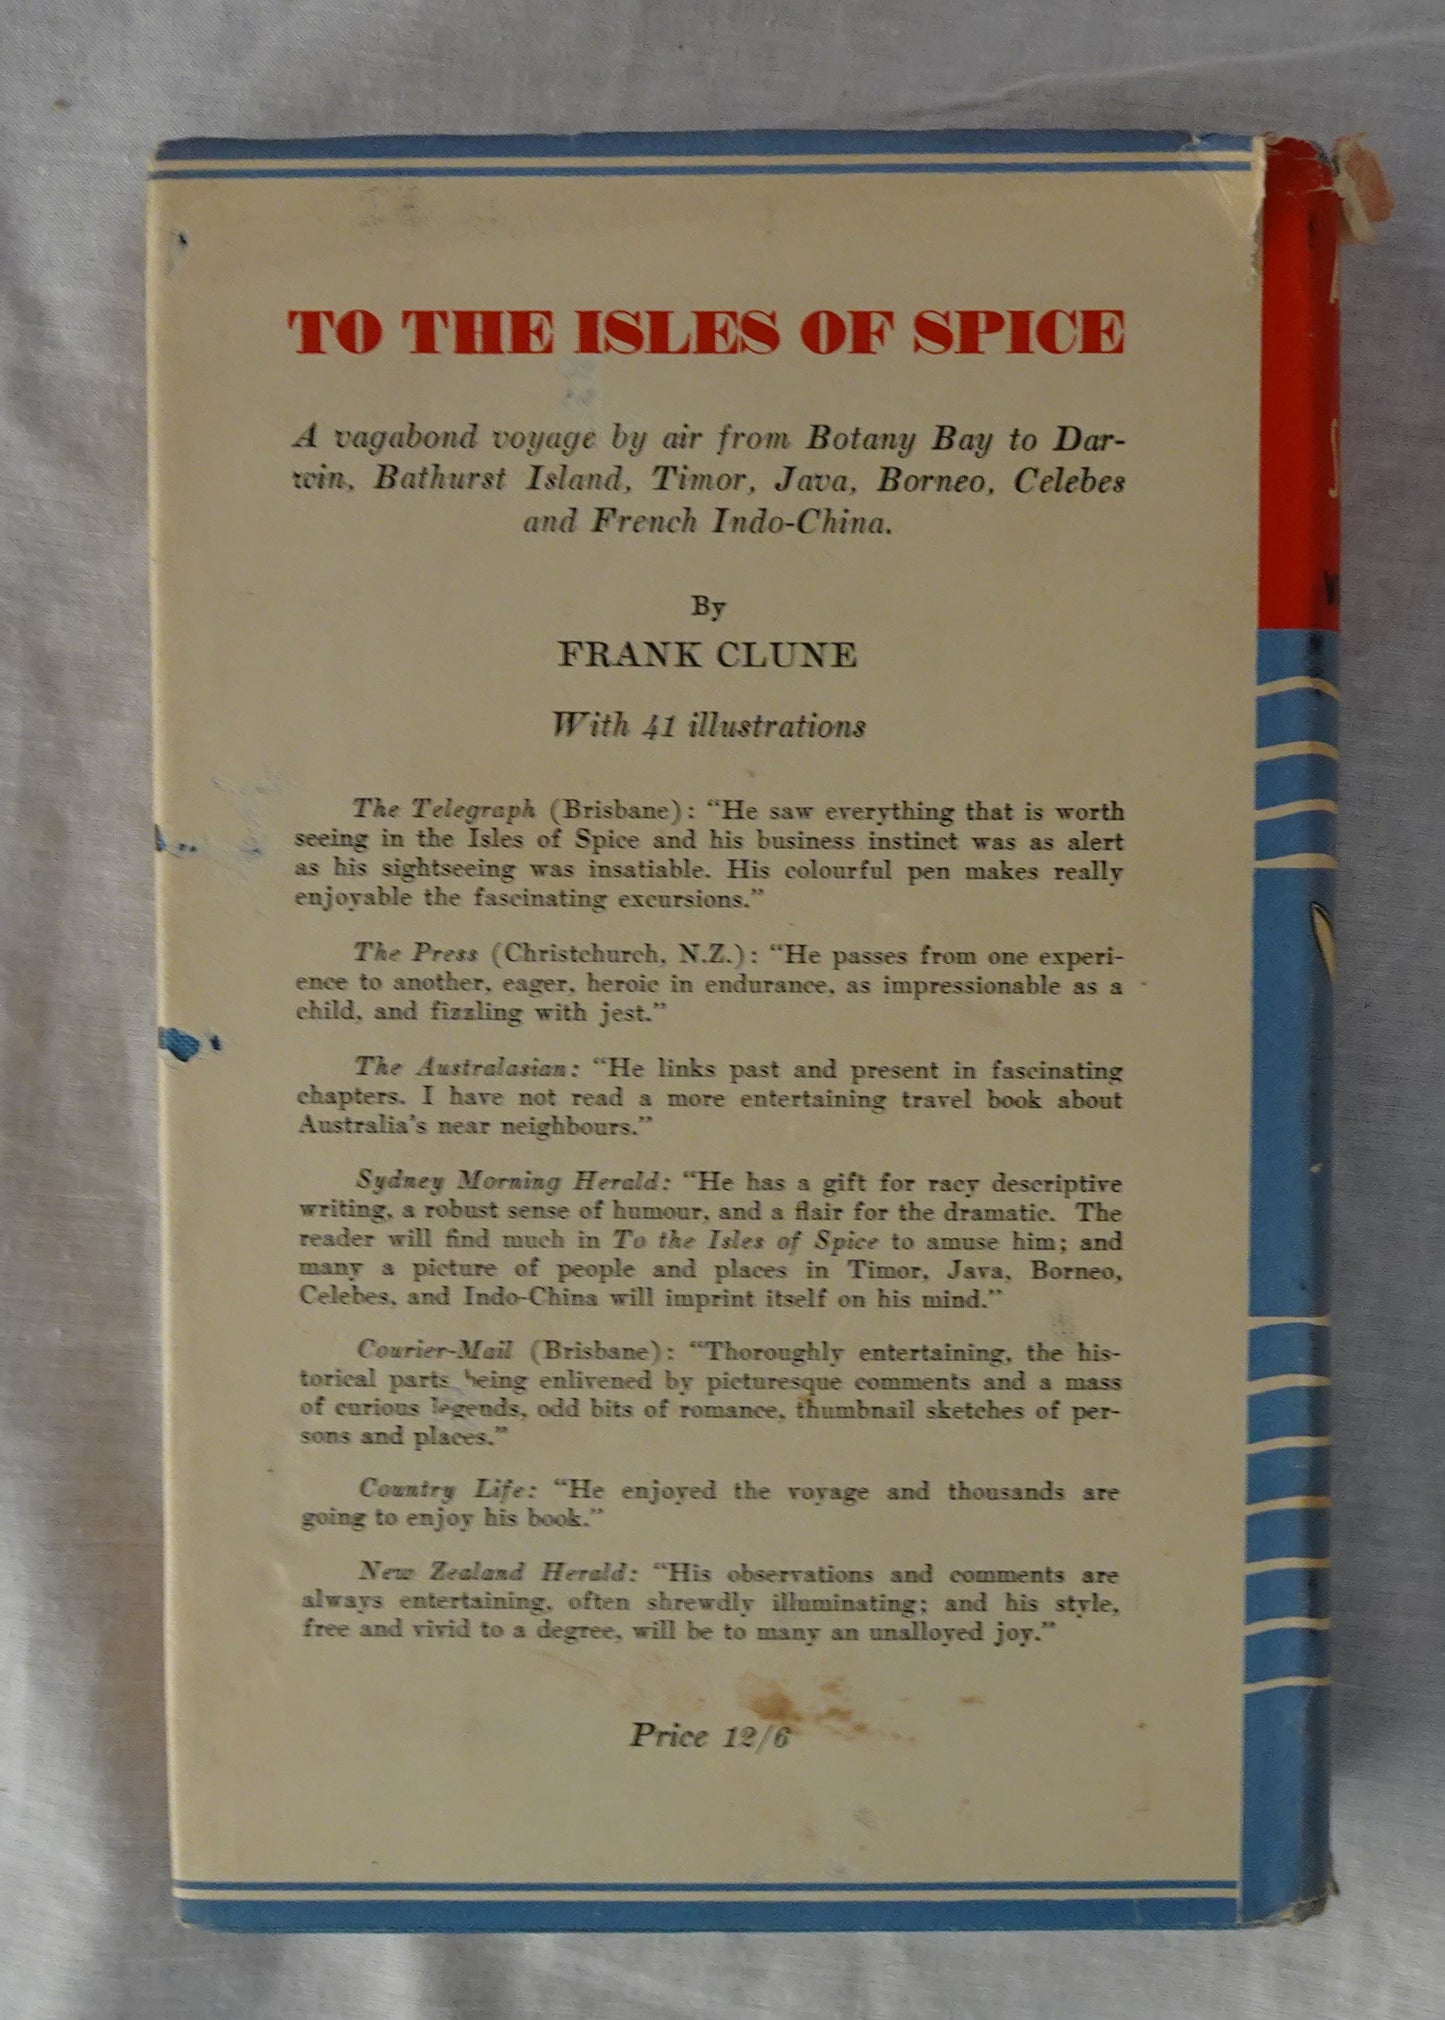 TO THE ISLES OF SPICE
A vagabond voyage by air from Botany Bay to Dar-
win, Bathurst Island, Timor, Java, Borneo, Celebes
and French Indo-China.
By
FRANK CLUNE
With 41 illustrations
The Telegraph (Brisbane): "He saw everything that is worth
seeing in the Isles of Spice and his business instinct was as alert
as his sightseeing was insatiable. His colourful pen makes really
enjoyable the fascinating excursions."
The Press (Christchurch, N.Z.): "He passes from one experi-
ence to another, eager, heroic in endurance, as impressionable as a
child, and fizzling with jest."
The Australasian: "He links past and present in fascinating
chapters. I have not read a more entertaining travel book about
Australia's near neighbours."
Sydney Morning Herald: "He has a gift for racy descriptive
writing, a robust sense of humour, and a flair for the dramatic. The
reader will find much in To the Isles of Spice to amuse him; and
many a picture of people and places in Timor, Java, Borneo,
Celebes, and Indo-China will imprint itself on his mind."
Courier-Mail (Brisbane): "Thoroughly entertaining, the his-
torical parts being enlivened by picturesque comments and a mass
of curious legends, odd bits of romance, thumbnail sketches of per-
sons and places."
Country Life: "He enjoyed the voyage and thousands are
going to enjoy his book."
New Zealand Herald: "His observations and comments are
always entertaining, often shrewdly illuminating; and his style,
free and vivid to a degree, will be to many an unalloyed joy."
Price 12/6